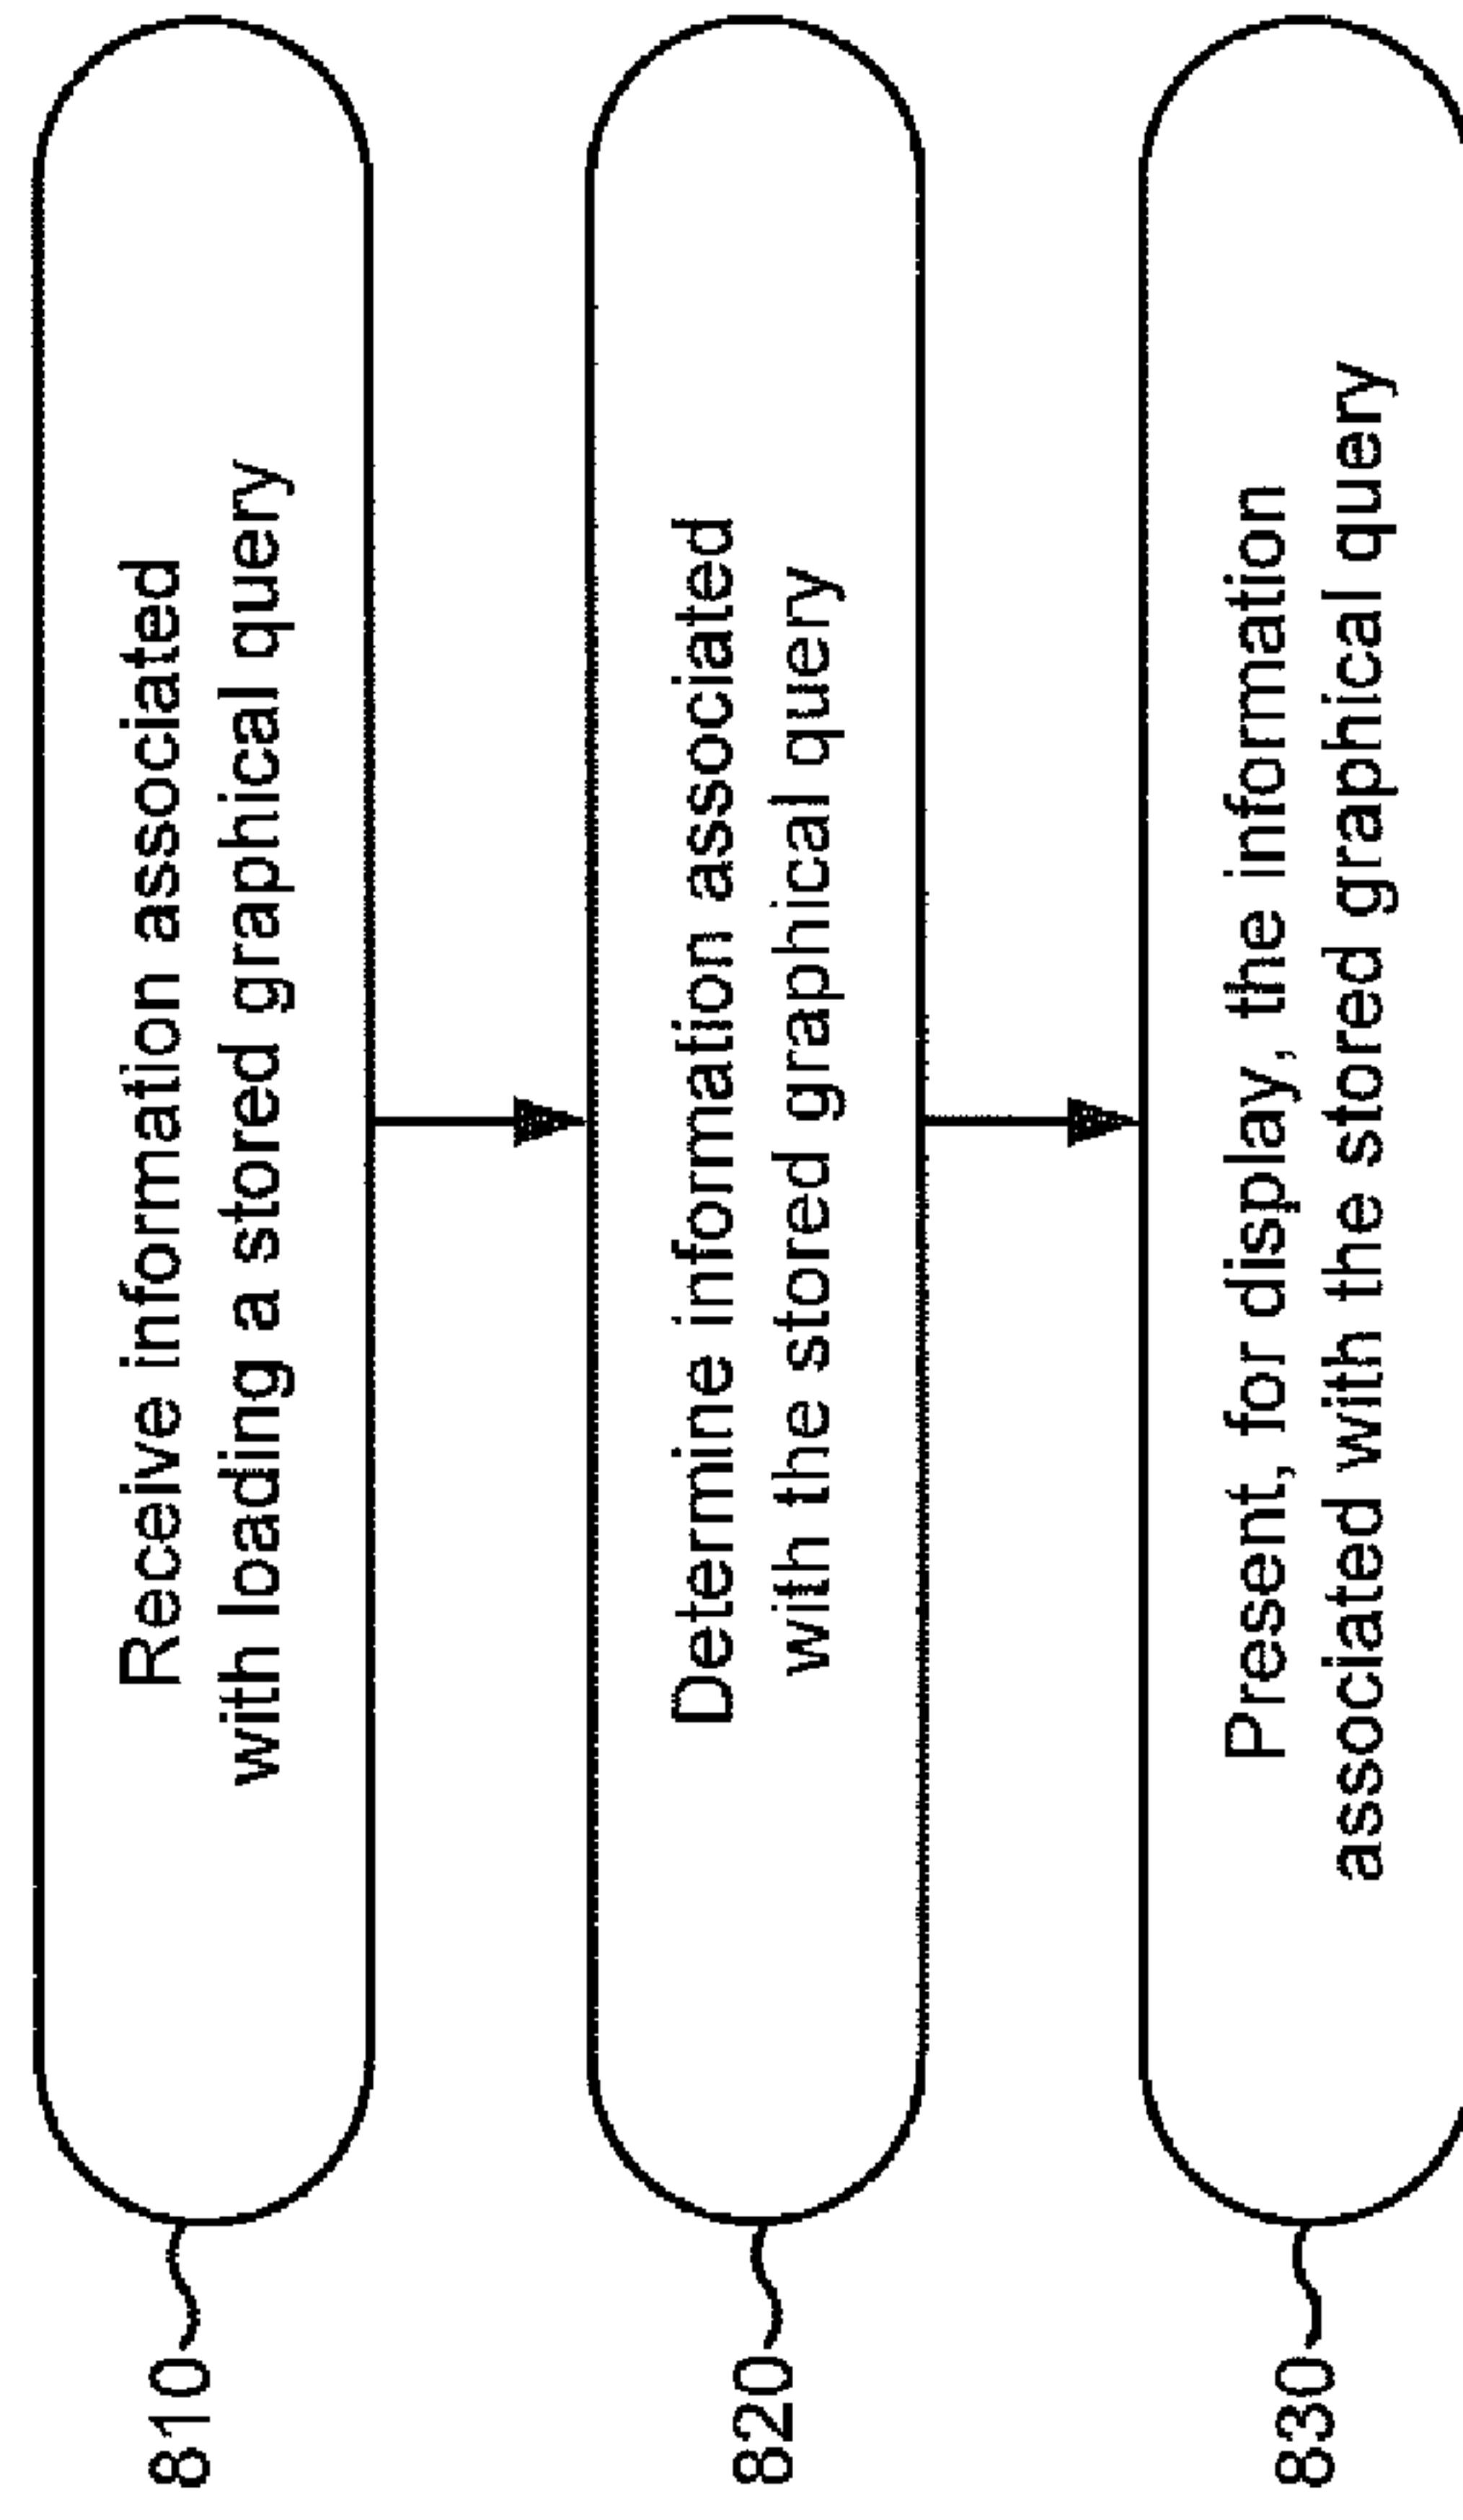 810
Receive information associated
with loading a stored graphical query
820
Determine information associated
with the stored graphical query
830
Present, for display, the information
associated with the stored graphical query